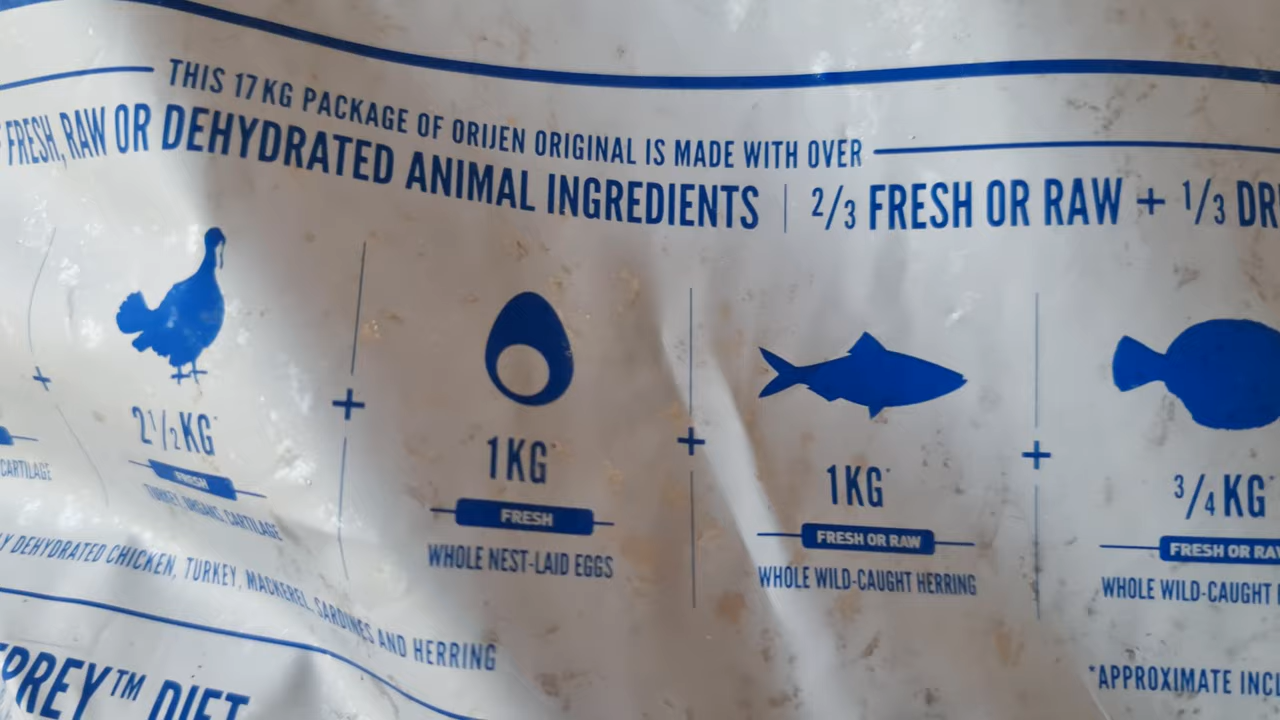 THIS 17 KG PACKAGE OF ORIJEN ORIGINAL IS MADE WITH OVER
FRESH, RAW OR DEHYDRATED ANIMAL INGREDIENTS | 2/3 FRESH OR RAW + 1/3
CARTILAGE
+
2 1/2 KG*
FRESH
TURKEY, ORGANS, CARTILAGE
+
1 KG*
FRESH
WHOLE NEST-LAID EGGS
+
1 KG*
FRESH OR RAW
WHOLE WILD-CAUGHT HERRING
+
3/4 KG*
FRESH OR RAW
WHOLE WILD-CAUGHT
DEHYDRATED CHICKEN, TURKEY, MACKEREL, SARDINES AND HERRING
*APPROXIMATE
PREY™ DIET